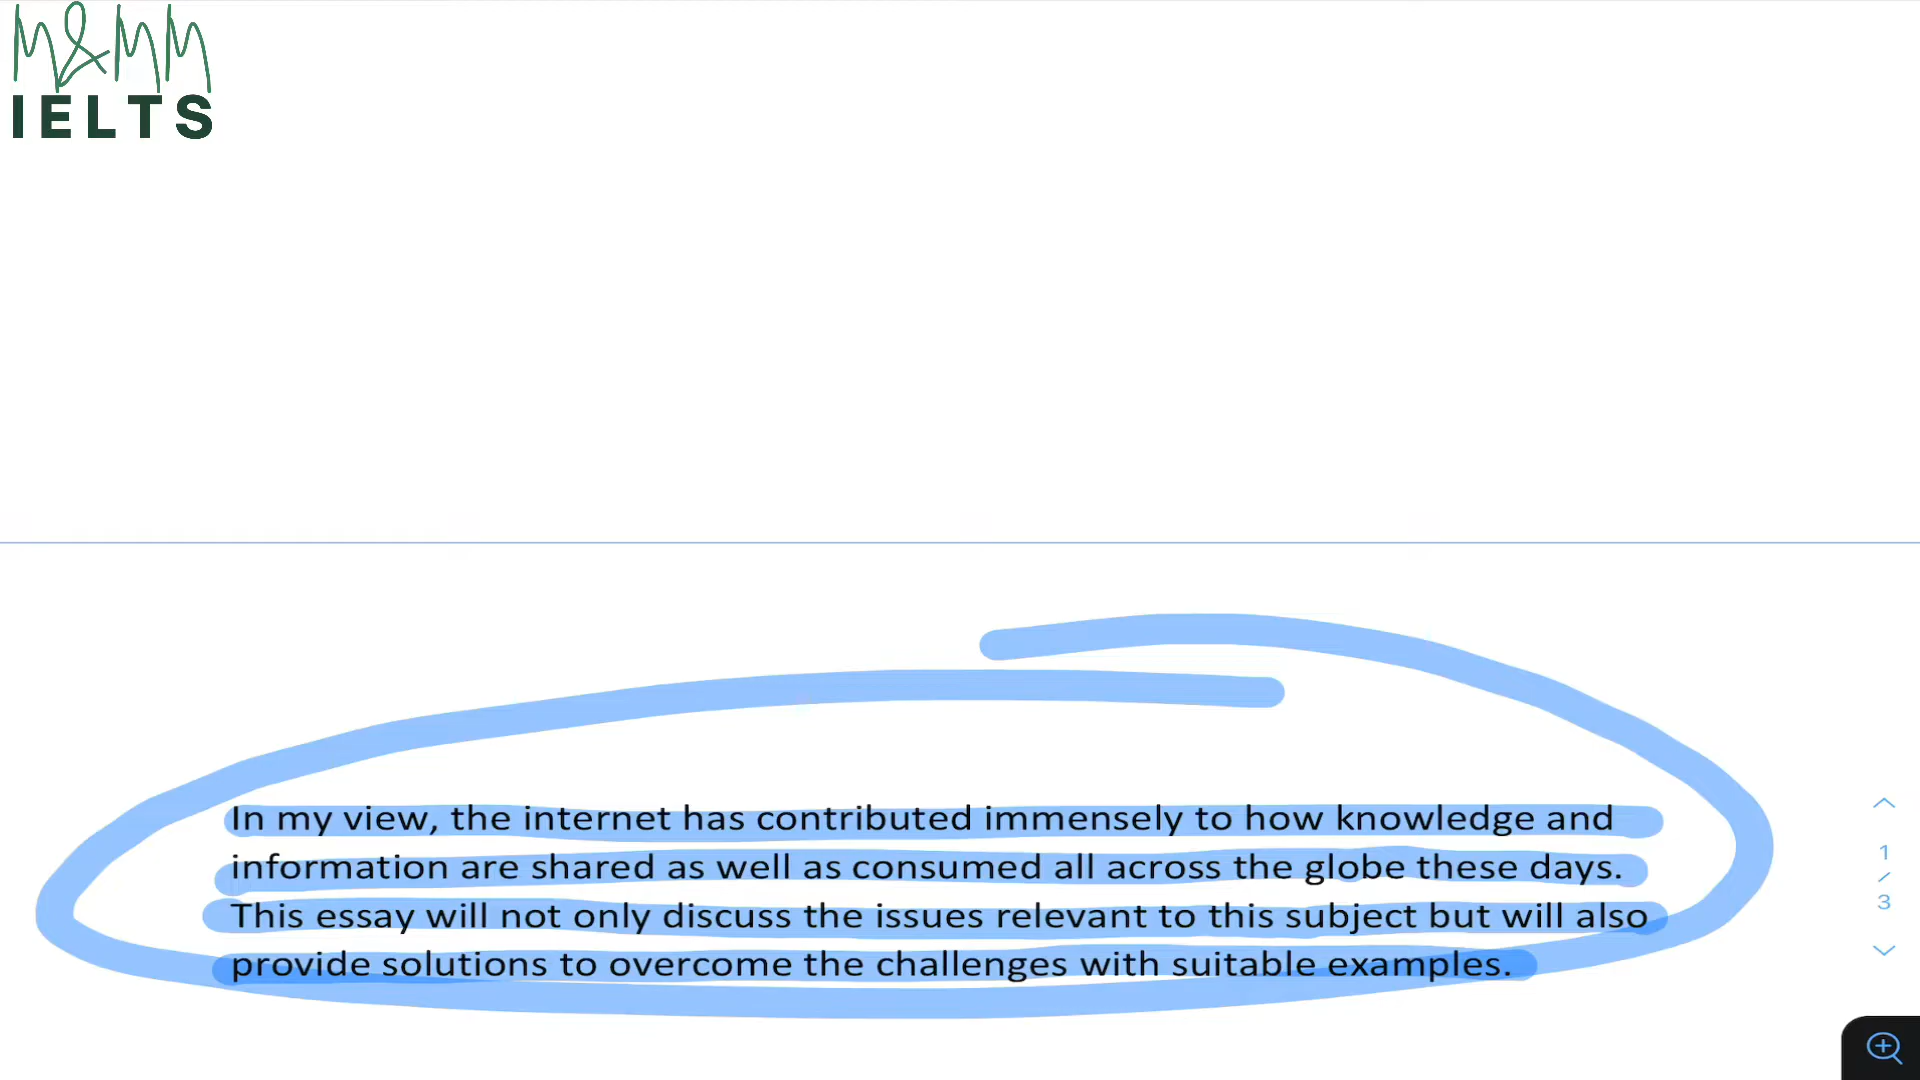 M&MM
IELTS
In my view, the internet has contributed immensely to how knowledge and
information are shared as well as consumed all across the globe these days.
This essay will not only discuss the issues relevant to this subject but will also
provide solutions to overcome the challenges with suitable examples.
1
/
3